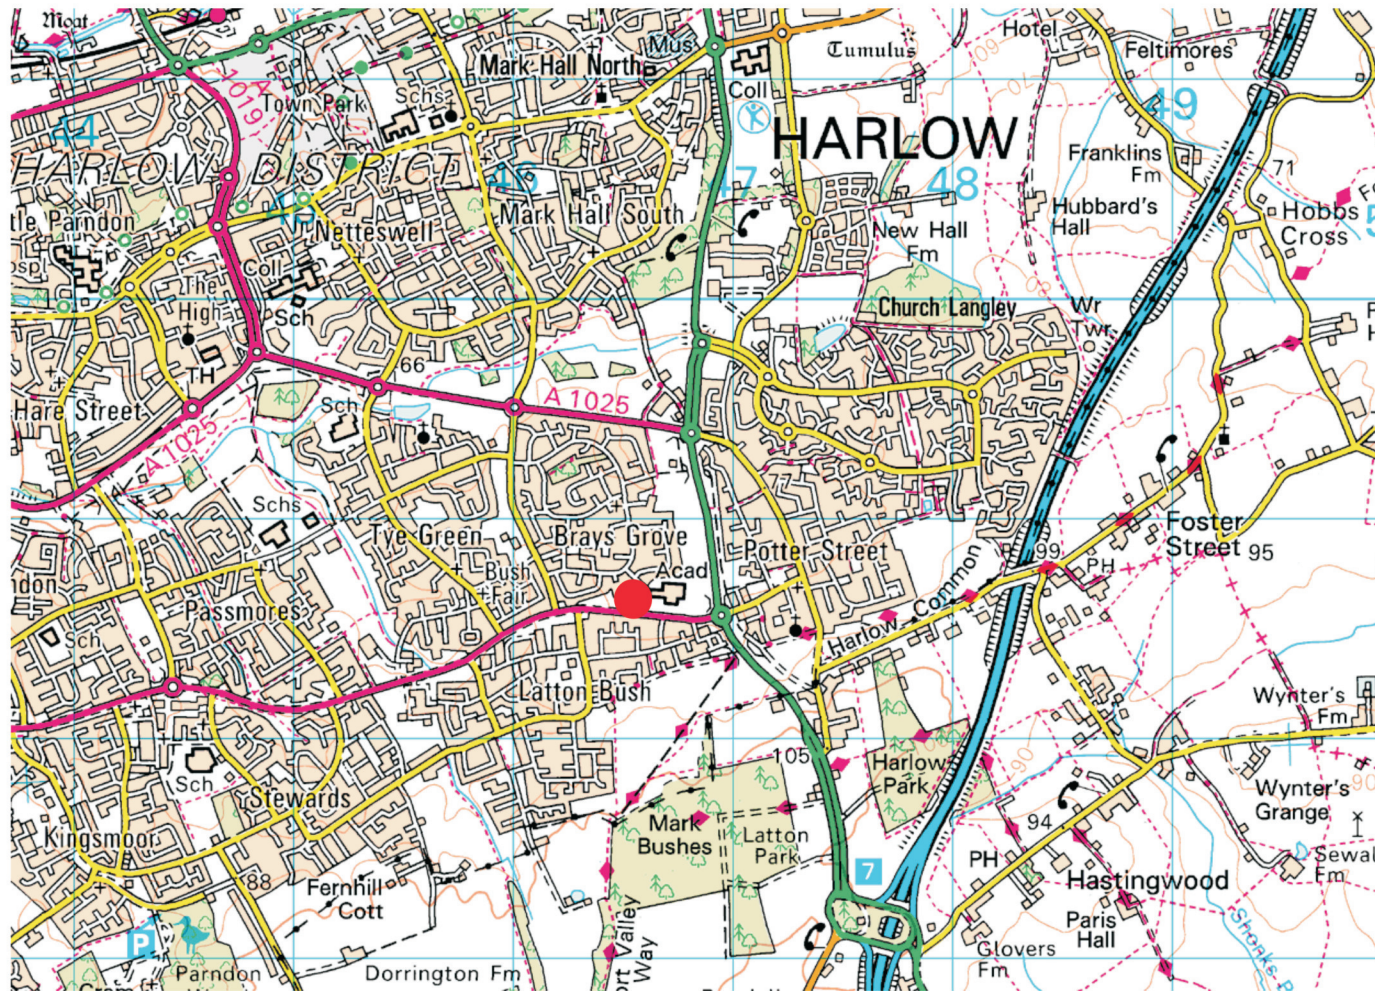 Moat
Mus
Hotel
Feltimores
Tumulus
Mark Hall North
Coll
A 1019
Town Park
Schs
44
49
HARLOW
HARLOW DISTRICT
Franklins
Fm
71
46
47
48
45
Hubbard's
Hall
Hobbs
Cross
tle Parndon
Netteswell
Mark Hall South
New Hall
Fm
Coll
The
High
Sch
Church Langley
Wr
Twr
80
TH
66
Hare Street
Sch
A 1025
A 1025
Schs
Tye Green
Brays Grove
Potter Street
Foster
Street
95
99
PH
Bush
Fair
Acad
Passmores
Sch
Harlow Common
Latton Bush
Wynter's
Fm
105
Harlow
Park
90
90
Wynter's
Grange
Sch
Stewards
Mark
Bushes
Latton
Park
94
Kingsmoor
7
PH
Hastingwood
88
Fernhill
Cott
Paris
Hall
Fm
P
Way
Glovers
Fm
Parndon
Dorrington Fm